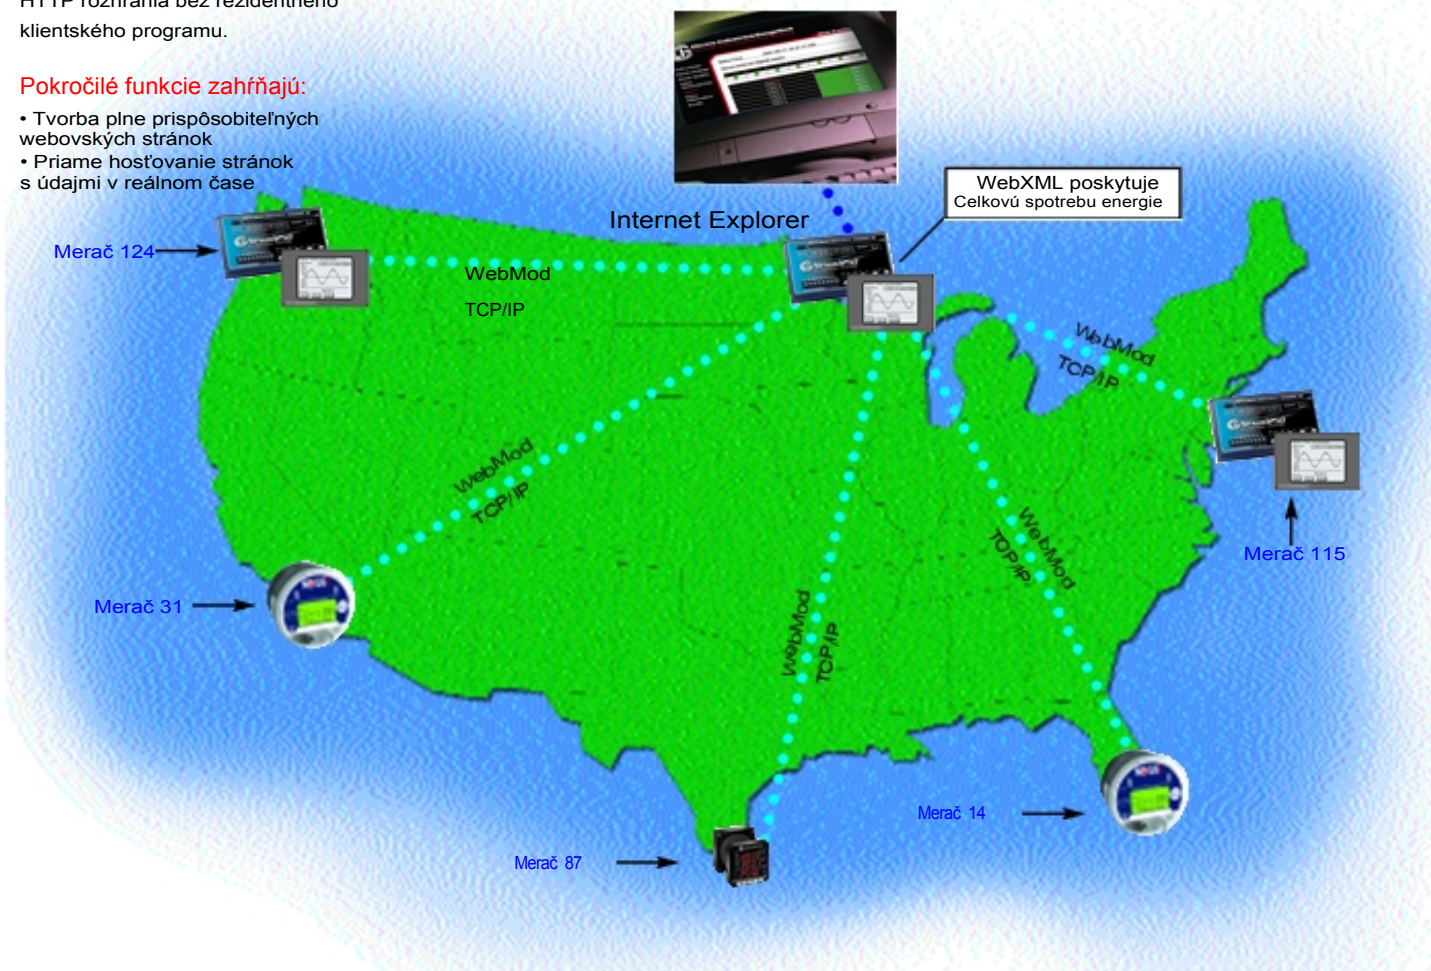 HTTP rozhrania bez rezidentného
klientského programu.
Pokročilé funkcie zahŕňajú:
• Tvorba plne prispôsobiteľných
webovských stránok
• Priame hosťovanie stránok
s údajmi v reálnom čase
Internet Explorer
WebXML poskytuje
Celkovú spotrebu energie
Merač 124
WebMod
TCP/IP
WebMod
TCP/IP
WebMod
TCP/IP
WebMod
TCP/IP
WebMod
TCP/IP
Merač 115
Merač 31
Merač 14
Merač 87